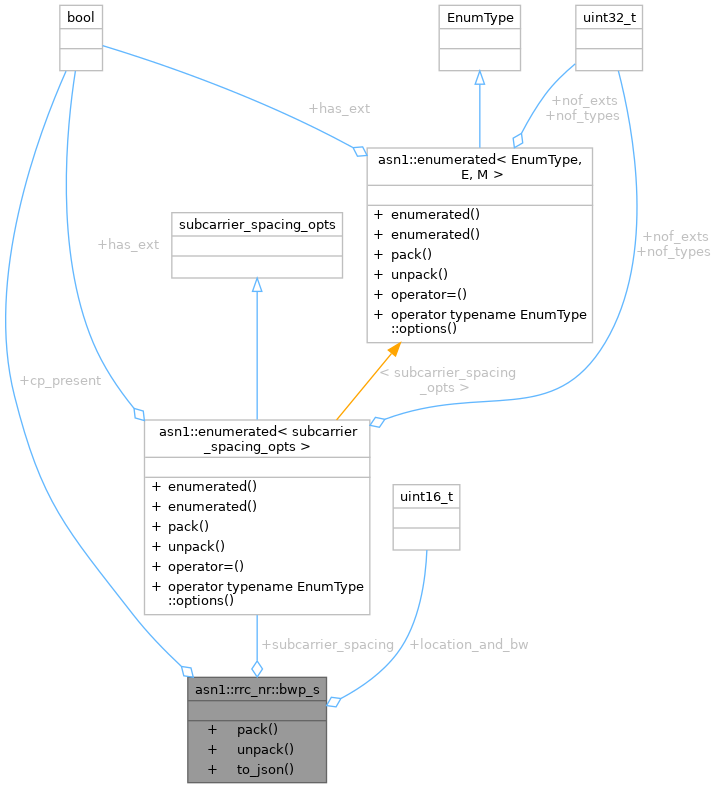 bool
EnumType
uint32_t
+has_ext
+nof_exts
+nof_types
asn1::enumerated< EnumType,
E, M >
+ enumerated()
+ enumerated()
+ pack()
+ unpack()
+ operator=()
+ operator typename EnumType
::options()
subcarrier_spacing_opts
+has_ext
+nof_exts
+nof_types
+cp_present
< subcarrier_spacing
_opts >
asn1::enumerated< subcarrier
_spacing_opts >
+ enumerated()
+ enumerated()
+ pack()
+ unpack()
+ operator=()
+ operator typename EnumType
::options()
uint16_t
+subcarrier_spacing
+location_and_bw
asn1::rrc_nr::bwp_s
+ pack()
+ unpack()
+ to_json()